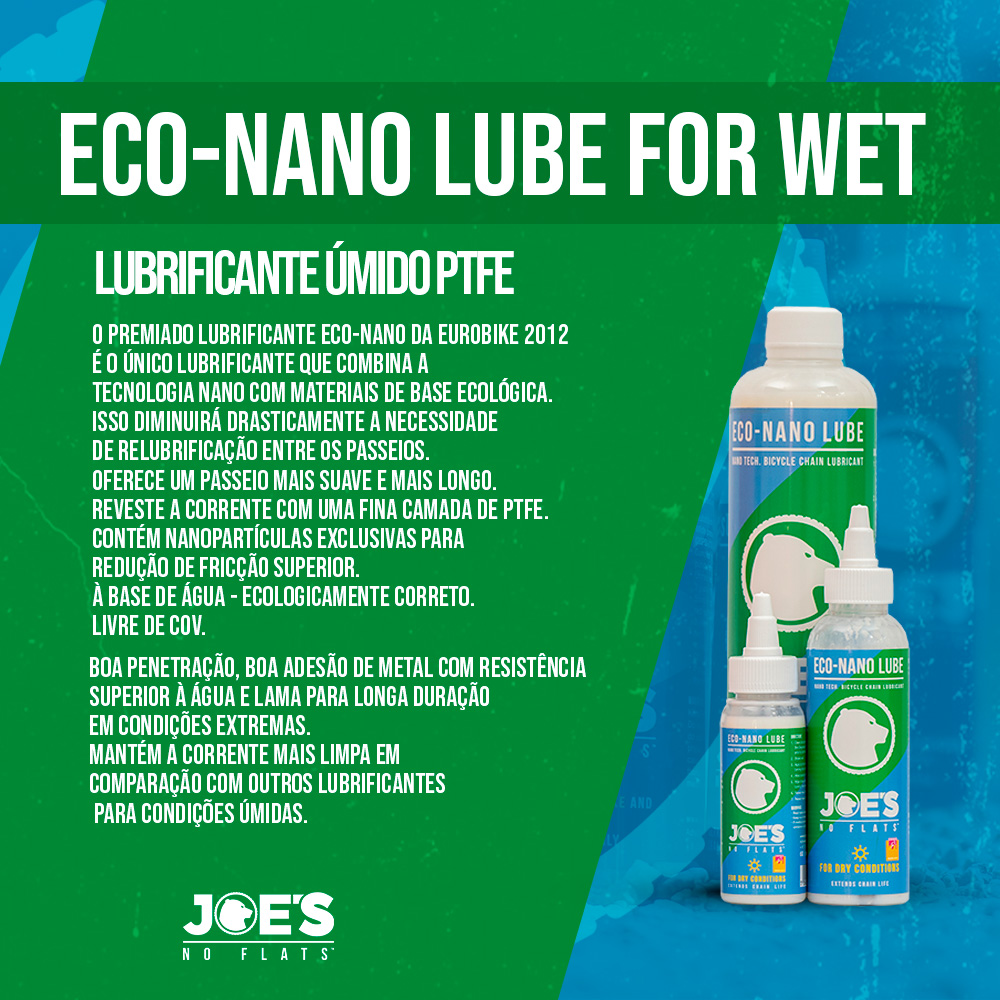 ECO-NANO LUBE FOR WET
LUBRIFICANTE ÚMIDO PTFE
O PREMIADO LUBRIFICANTE ECO-NANO DA EUROBIKE 2012
É O ÚNICO LUBRIFICANTE QUE COMBINA A
TECNOLOGIA NANO COM MATERIAIS DE BASE ECOLÓGICA.
ISSO DIMINUIRÁ DRASTICAMENTE A NECESSIDADE
DE RELUBRIFICAÇÃO ENTRE OS PASSEIOS.
OFERECE UM PASSEIO MAIS SUAVE E MAIS LONGO.
REVESTE A CORRENTE COM UMA FINA CAMADA DE PTFE.
CONTÉM NANOPARTÍCULAS EXCLUSIVAS PARA
REDUÇÃO DE FRICÇÃO SUPERIOR.
À BASE DE ÁGUA - ECOLOGICAMENTE CORRETO.
LIVRE DE COV.
BOA PENETRAÇÃO, BOA ADESÃO DE METAL COM RESISTÊNCIA
SUPERIOR À ÁGUA E LAMA PARA LONGA DURAÇÃO
EM CONDIÇÕES EXTREMAS.
MANTÉM A CORRENTE MAIS LIMPA EM
COMPARAÇÃO COM OUTROS LUBRIFICANTES
PARA CONDIÇÕES ÚMIDAS.
JOE'S
NO FLATS
ECO-NANO LUBE
NANO TECH. BICYCLE CHAIN LUBRICANT
ECO-NANO LUBE
NANO TECH. BICYCLE CHAIN LUBRICANT
JOE'S
NO FLATS
FOR DRY CONDITIONS
EXTENDS CHAIN LIFE
ECO-NANO LUBE
NANO TECH. BICYCLE CHAIN LUBRICANT
JOE'S
NO FLATS
FOR DRY CONDITIONS
EXTENDS CHAIN LIFE